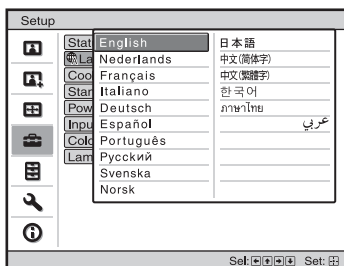 Setup
Stat
La
Coo
Star
Pow
Inpu
Colo
Lam
English
Nederlands
Français
Italiano
Deutsch
Español
Português
Русский
Svenska
Norsk
日本語
中文(简体字)
中文(繁體字)
한국어
ภาษาไทย
عربي
Sel: Set: